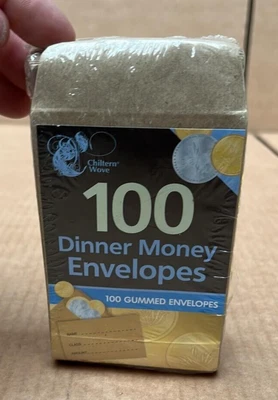 Chiltern
Wove
100
Dinner Money
Envelopes
100 GUMMED ENVELOPES